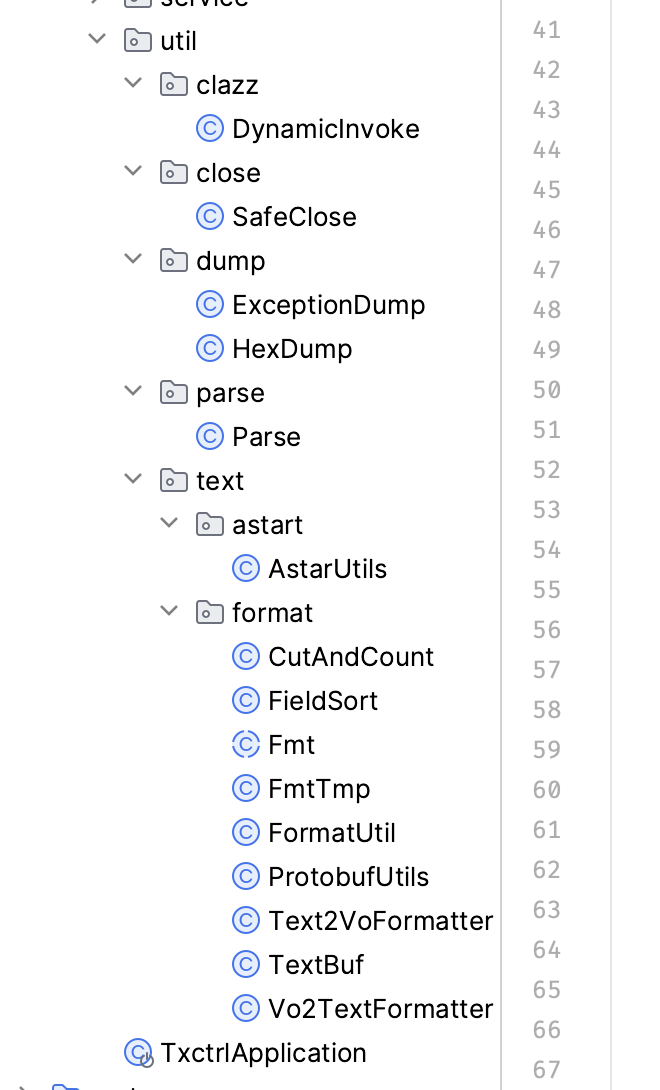 service
util
41
clazz
42
DynamicInvoke
43
44
close
45
SafeClose
46
dump
47
ExceptionDump
48
HexDump
49
parse
50
Parse
51
text
52
astart
53
AstarUtils
54
format
55
56
CutAndCount
57
FieldSort
58
Fmt
59
FmtTmp
60
FormatUtil
61
ProtobufUtils
62
Text2VoFormatter
63
TextBuf
64
Vo2TextFormatter
65
TxctrlApplication
66
67